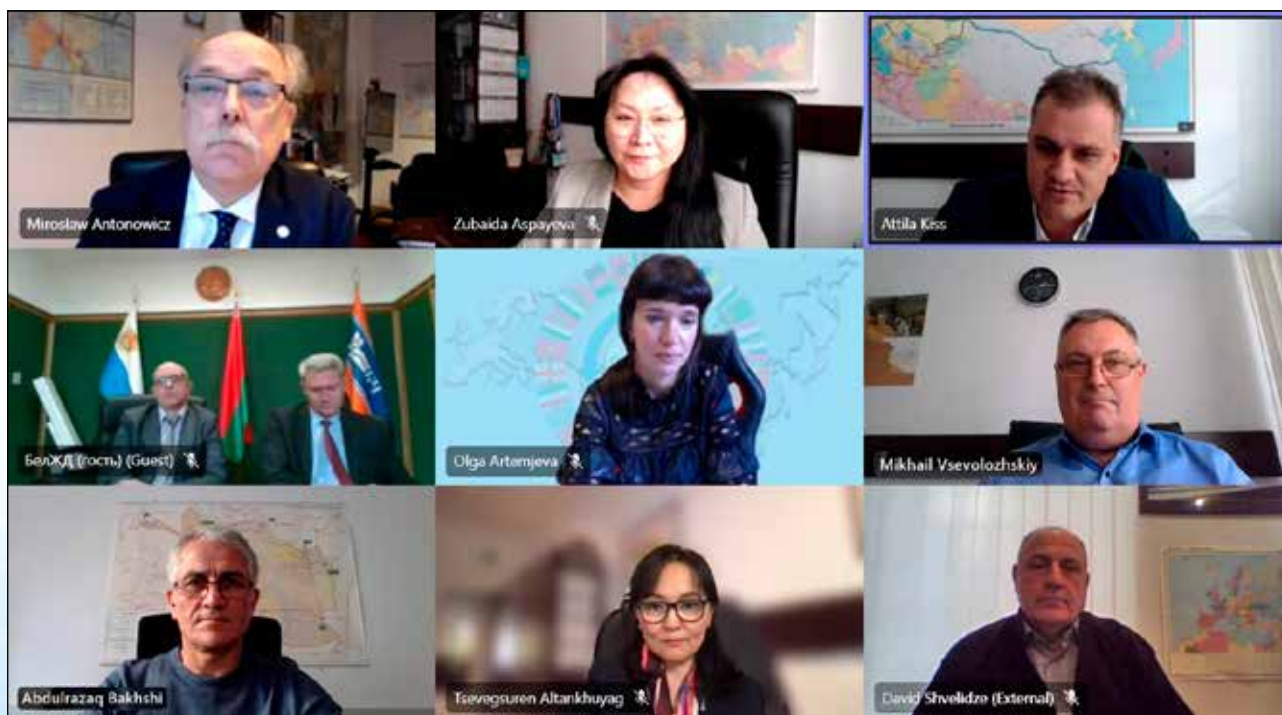 Miroslaw Antonowicz
Zubaida Aspayeva
Attila Kiss
БелЖД (гость) (Guest)
Olga Artemjeva
Mikhail Vsevolozhskiy
Abdulrazaq Bakhshi
Tsevegsuren Altankhuyag
David Shvelidze (External)